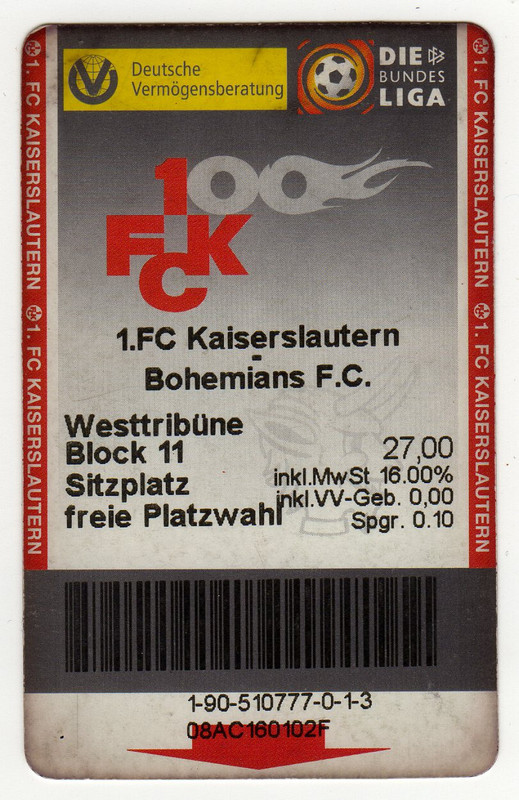 Deutsche
Vermögensberatung
DIE
BUNDES
LIGA
1. FC KAISERSLAUTERN
1. FC KAISERSLAUTERN
1. FC KAISERSLAUTERN
1. FC KAISERSLAUTERN
100
FCK
1.FC Kaiserslautern
-
Bohemians F.C.
Westtribüne
Block 11
Sitzplatz
freie Platzwahl
27,00
inkl.MwSt 16.00%
inkl.VV-Geb. 0,00
Spgr. 0.10
1-90-510777-0-1-3
08AC160102F